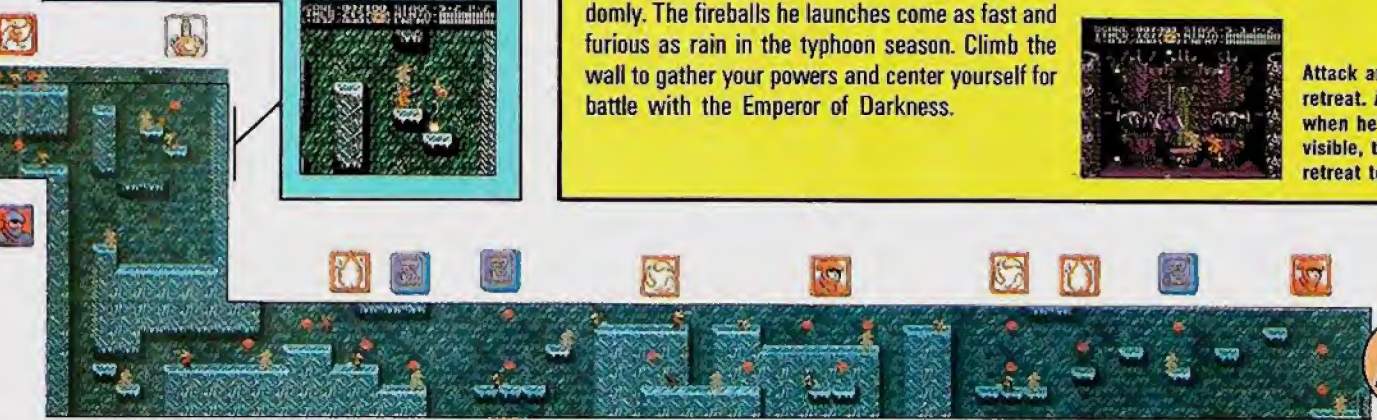 domly. The fireballs he launches come as fast and
furious as rain in the typhoon season. Climb the
wall to gather your powers and center yourself for
battle with the Emperor of Darkness.
Attack a
retreat.
when he
visible, t
retreat t